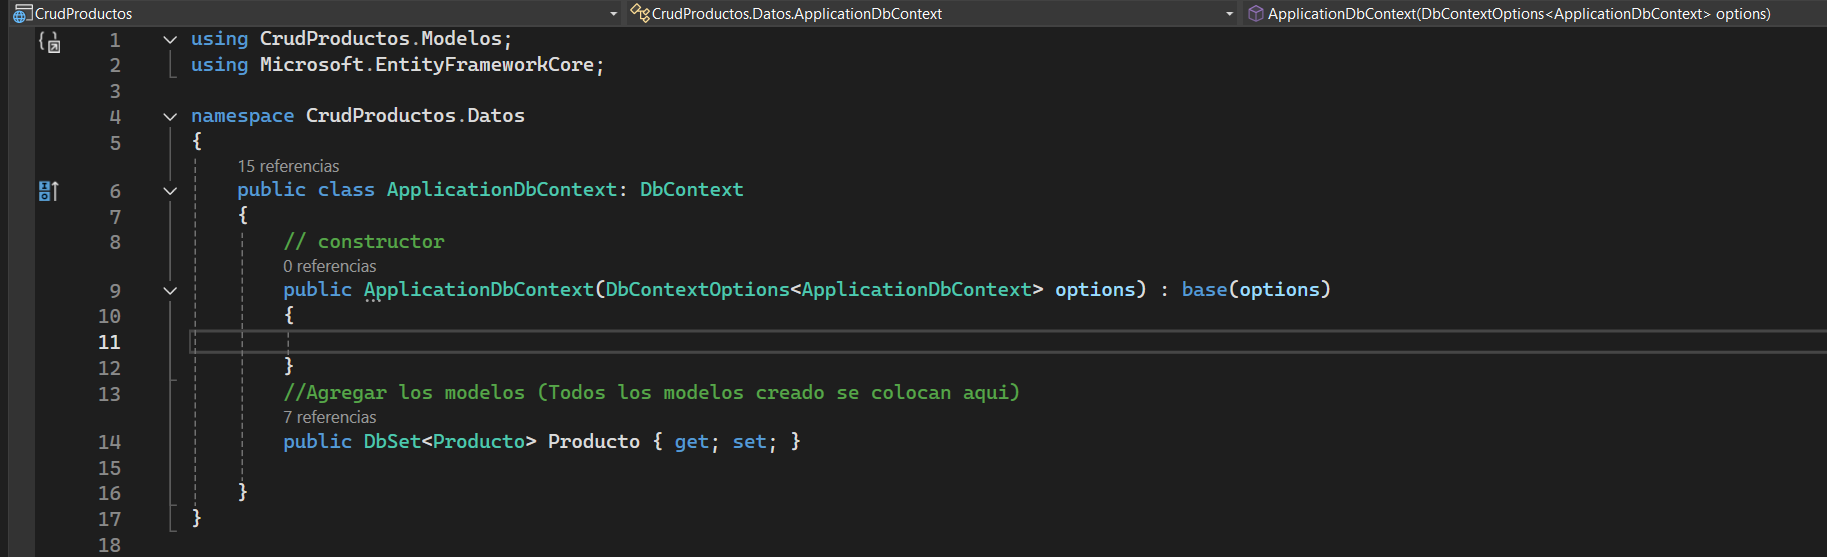 CrudProductos CrudProductos.Datos.ApplicationDbContext ApplicationDbContext(DbContextOptions<ApplicationDbContext> options)
1 using CrudProductos.Modelos;
2 using Microsoft.EntityFrameworkCore;
3
4 namespace CrudProductos.Datos
5 {
15 referencias
6 public class ApplicationDbContext: DbContext
7 {
8 // constructor
0 referencias
9 public ApplicationDbContext(DbContextOptions<ApplicationDbContext> options) : base(options)
10 {
11
12 }
13 //Agregar los modelos (Todos los modelos creado se colocan aqui)
7 referencias
14 public DbSet<Producto> Producto { get; set; }
15
16 }
17 }
18